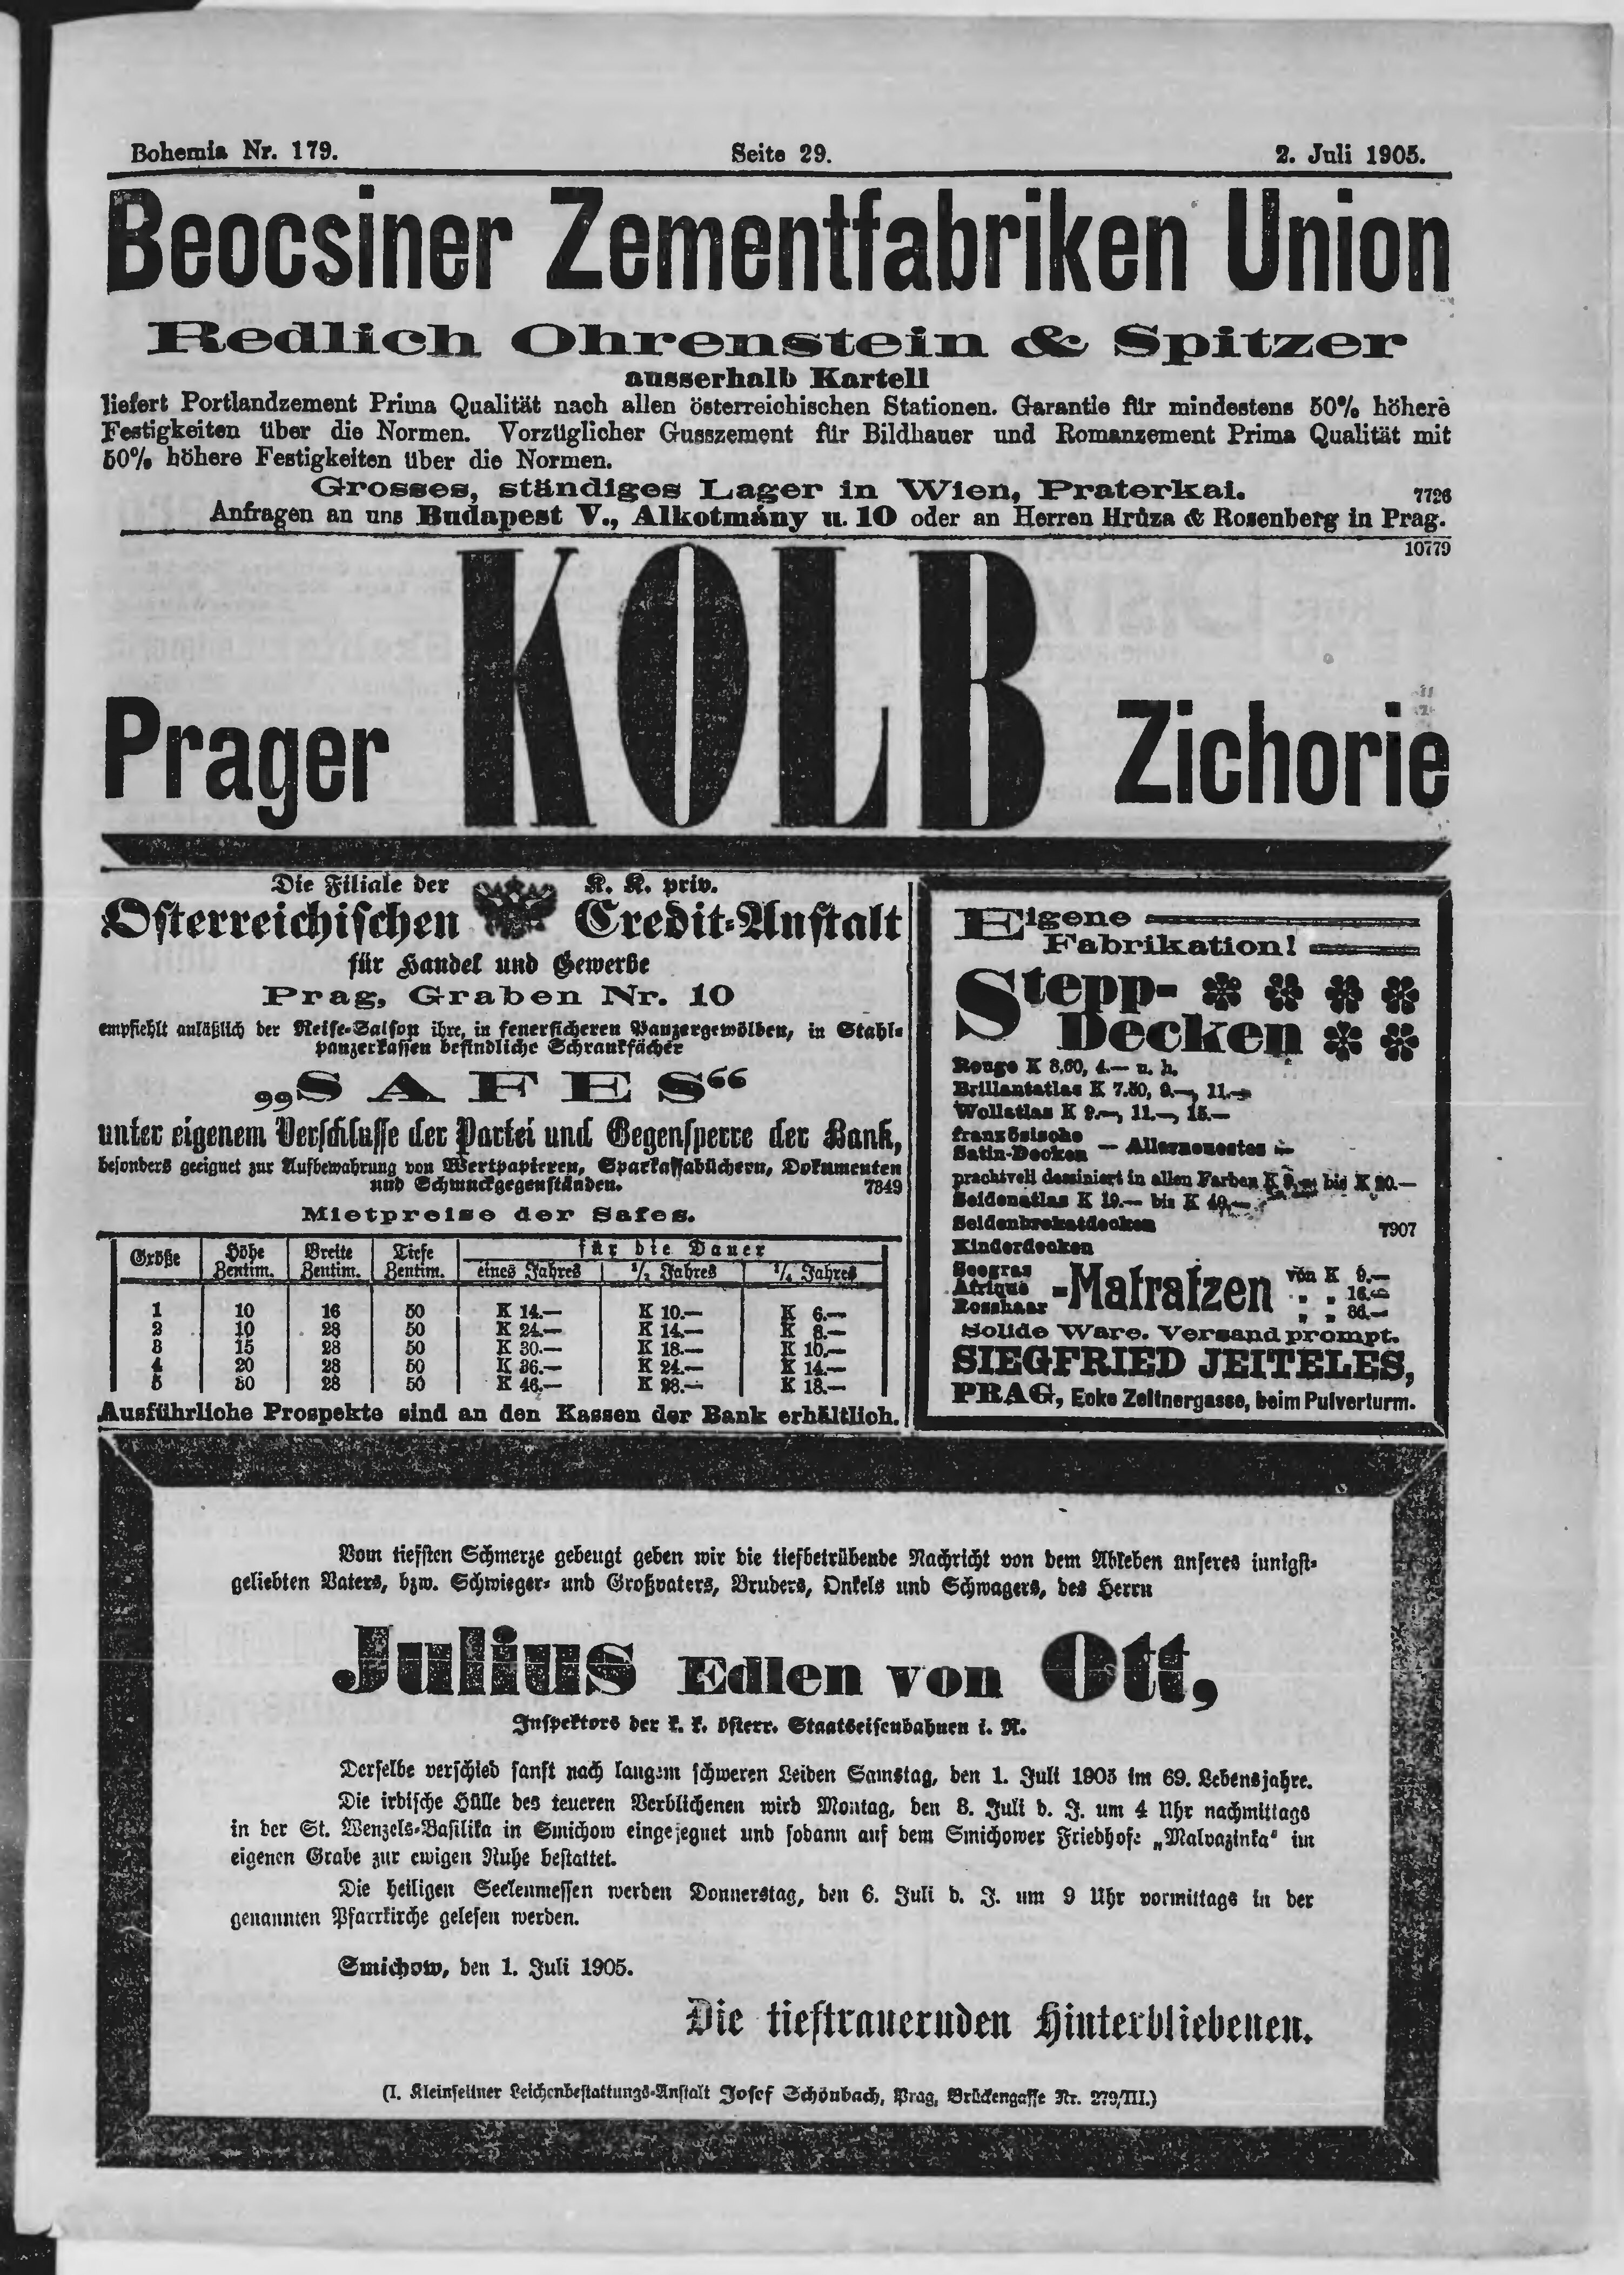 Bohemia Nr. 179. Seite 29. 2. Juli 1905.
Beocsiner Zementfabriken Union
Redlich Ohrenstein & Spitzer
ausserhalb Kartell
liefert Portlandzement Prima Qualität nach allen österreichischen Stationen. Garantie für mindestens 50% höhere
Festigkeiten über die Normen. Vorzüglicher Gusszement für Bildhauer und Romanzement Prima Qualität mit
50% höhere Festigkeiten über die Normen.
Grosses, ständiges Lager in Wien, Praterkai. 7726
Anfragen an uns Budapest V., Alkotmány u. 10 oder an Herren Hrůza & Rosenberg in Prag.
10779
Prager KOLB Zichorie
Die Filiale der K. K. priv.
Österreichischen Credit-Anstalt
für Handel und Gewerbe
Prag, Graben Nr. 10
empfiehlt anläßlich der Reise-Saison ihre, in feuersicheren Panzergewölben, in Stahl-
panzerkassen befindliche Schrankfächer
„SAFES“
unter eigenem Verschlusse der Partei und Gegensperre der Bank,
besonders geeignet zur Aufbewahrung von Wertpapieren, Sparkassabüchern, Dokumenten
und Schmuckgegenständen. 7849
Mietpreise der Safes.
Größe Höhe Zentim. Breite Zentim. Tiefe Zentim. für die Dauer
eines Jahres 1/2 Jahres 1/4 Jahres
1 10 16 50 K 14.— K 10.— K 6.—
2 10 28 50 K 24.— K 14.— K 8.—
3 15 28 50 K 30.— K 18.— K 10.—
4 20 28 50 K 36.— K 24.— K 14.—
5 30 28 50 K 46.— K 28.— K 18.—
Ausführliche Prospekte sind an den Kassen der Bank erhältlich.
Eigene
Fabrikation!
Stepp-
Decken
Rouge K 3.60, 4.— u. h.
Brillantatlas K 7.50, 9.—, 11.—
Wollatlas K 9.—, 11.—, 15.—
französische
Satin-Decken — Allerneuestes —
prachtvoll dessiniert in allen Farben K bis K 20.—
Seidenatlas K 19.— bis K 40.—
Seidenbrokatdecken 7907
Kinderdecken
Seegras
Afrique
Rosshaar
-Matratzen von K 9.—
„ „ 16.—
„ „ 36.—
Solide Ware. Versand prompt.
SIEGFRIED JEITELES,
PRAG, Ecke Zeltnergasse, beim Pulverturm.
Vom tiefsten Schmerze gebeugt geben wir die tiefbetrübende Nachricht von dem Ableben unseres innigst-
geliebten Vaters, bzw. Schwieger- und Großvaters, Bruders, Onkels und Schwagers, des Herrn
Julius Edlen von Ott,
Inspektors der k. k. österr. Staatseisenbahnen i. R.
Derselbe verschied sanft nach langem schweren Leiden Samstag, den 1. Juli 1905 im 69. Lebensjahre.
Die irdische Hülle des teueren Verblichenen wird Montag, den 3. Juli d. J. um 4 Uhr nachmittags
in der St. Wenzels-Basilika in Smichow eingesegnet und sodann auf dem Smichower Friedhofe „Malvazinka“ im
eigenen Grabe zur ewigen Ruhe bestattet.
Die heiligen Seelenmessen werden Donnerstag, den 6. Juli d. J. um 9 Uhr vormittags in der
genannten Pfarrkirche gelesen werden.
Smichow, den 1. Juli 1905.
Die tieftrauernden Hinterbliebenen.
(I. Kleinseitner Leichenbestattungs-Anstalt Josef Schönbach, Prag, Brückengasse Nr. 279/III.)